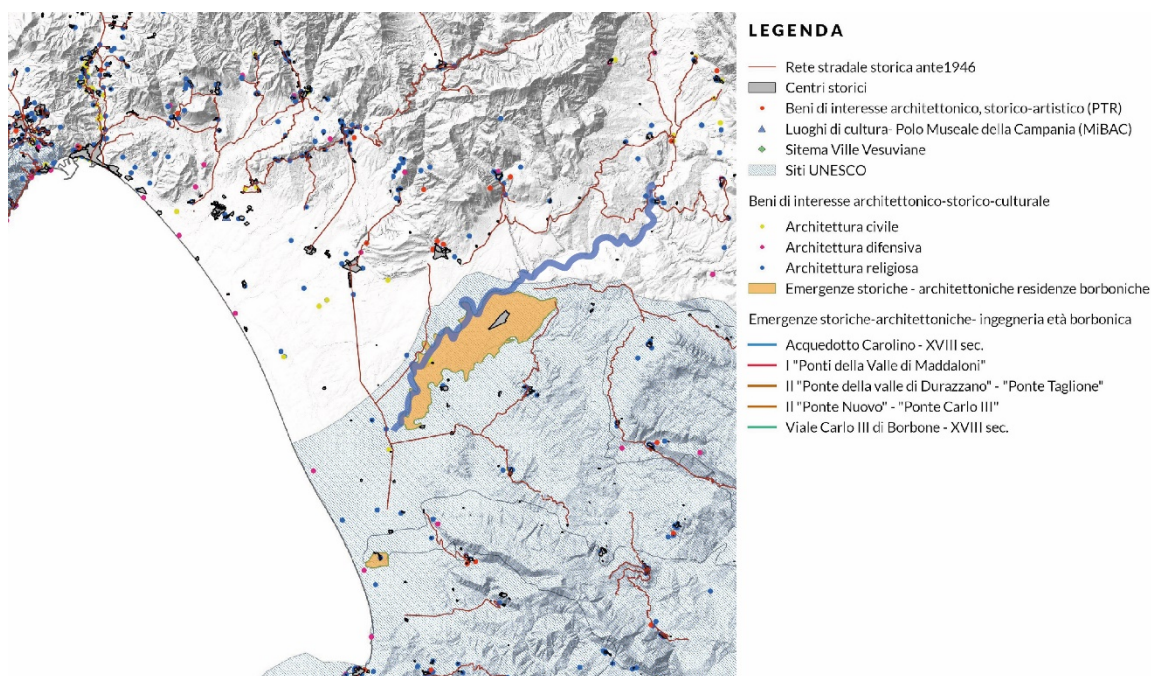 LEGENDA
Rete stradale storica ante1946
Centri storici
Beni di interesse architettonico, storico-artistico (PTR)
Luoghi di cultura- Polo Museale della Campania (MiBAC)
Sitema Ville Vesuviane
Siti UNESCO
Beni di interesse architettonico-storico-culturale
Architettura civile
Architettura difensiva
Architettura religiosa
Emergenze storiche - architettoniche residenze borboniche
Emergenze storiche-architettoniche- ingegneria età borbonica
Acquedotto Carolino - XVIII sec.
I "Ponti della Valle di Maddaloni"
Il "Ponte della valle di Durazzano" - "Ponte Taglione"
Il "Ponte Nuovo" - "Ponte Carlo III"
Viale Carlo III di Borbone - XVIII sec.